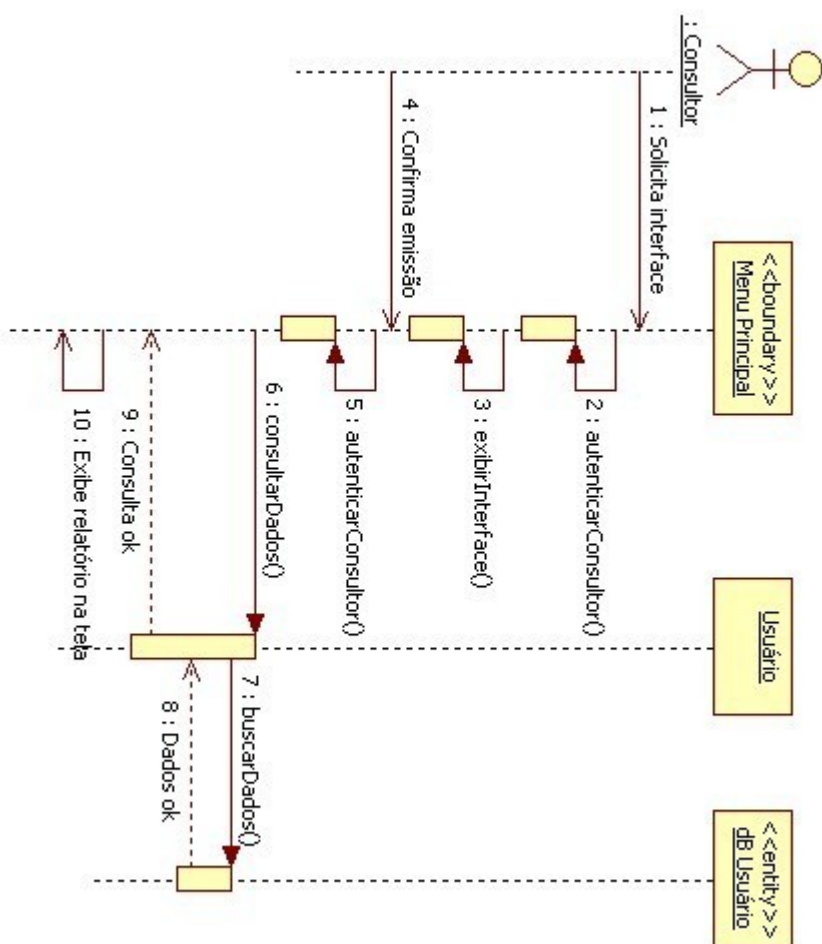 : Consultor
<<boundary>>
Menu Principal
Usuário
<<entity>>
dB Usuário
1 : Solicita interface
2 : autenticarConsultor()
3 : exibirInterface()
4 : Confirma emissão
5 : autenticarConsultor()
6 : consultarDados()
7 : buscarDados()
8 : Dados ok
9 : Consulta ok
10 : Exibe relatório na tela